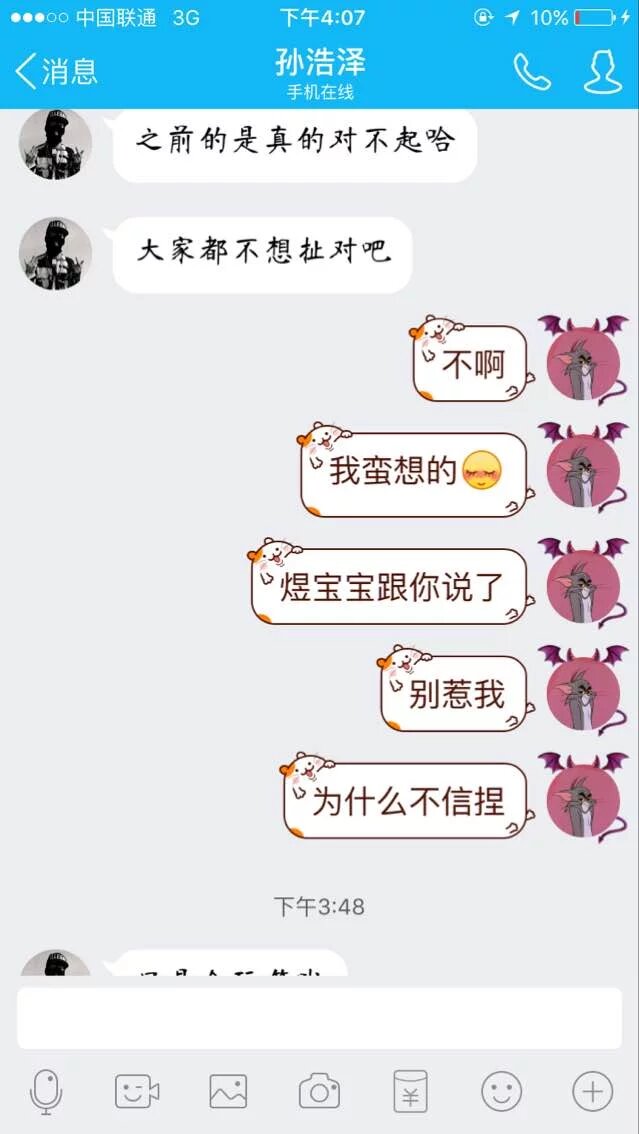 中国联通 3G 下午4:07 10%
消息 孙浩泽
手机在线
之前的是真的对不起哈
大家都不想扯对吧
不啊
我蛮想的
煜宝宝跟你说了
别惹我
为什么不信捏
下午3:48